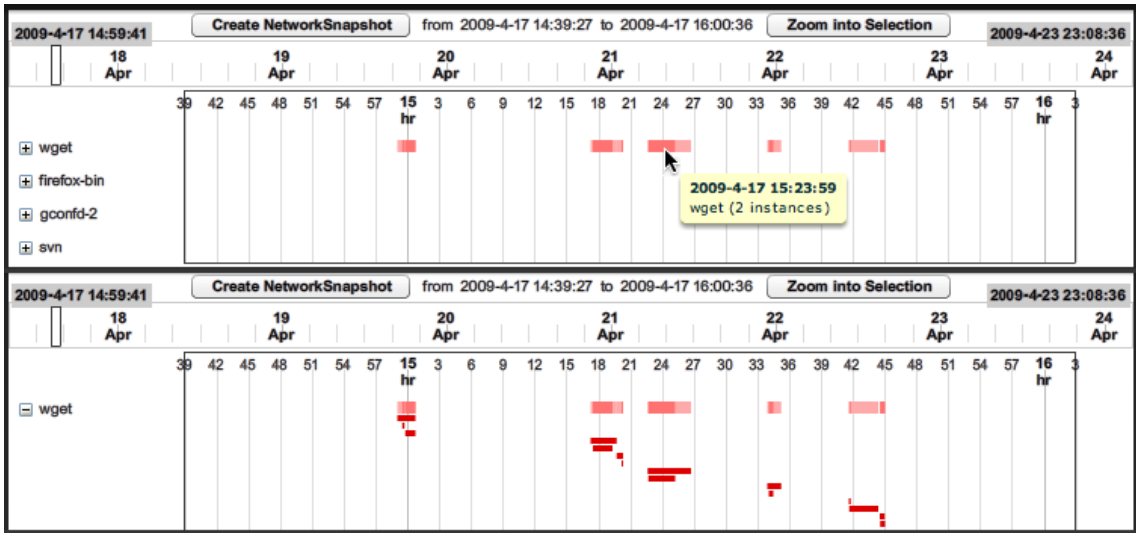 2009-4-17 14:59:41 Create NetworkSnapshot from 2009-4-17 14:39:27 to 2009-4-17 16:00:36 Zoom into Selection 2009-4-23 23:08:36
18 19 20 21 22 23 24
Apr Apr Apr Apr Apr Apr Apr
39 42 45 48 51 54 57 15 3 6 9 12 15 18 21 24 27 30 33 36 39 42 45 48 51 54 57 16 3
hr hr
wget
firefox-bin
2009-4-17 15:23:59
wget (2 instances)
gconfd-2
svn
2009-4-17 14:59:41 Create NetworkSnapshot from 2009-4-17 14:39:27 to 2009-4-17 16:00:36 Zoom into Selection 2009-4-23 23:08:36
18 19 20 21 22 23 24
Apr Apr Apr Apr Apr Apr Apr
39 42 45 48 51 54 57 15 3 6 9 12 15 18 21 24 27 30 33 36 39 42 45 48 51 54 57 16 3
hr hr
wget